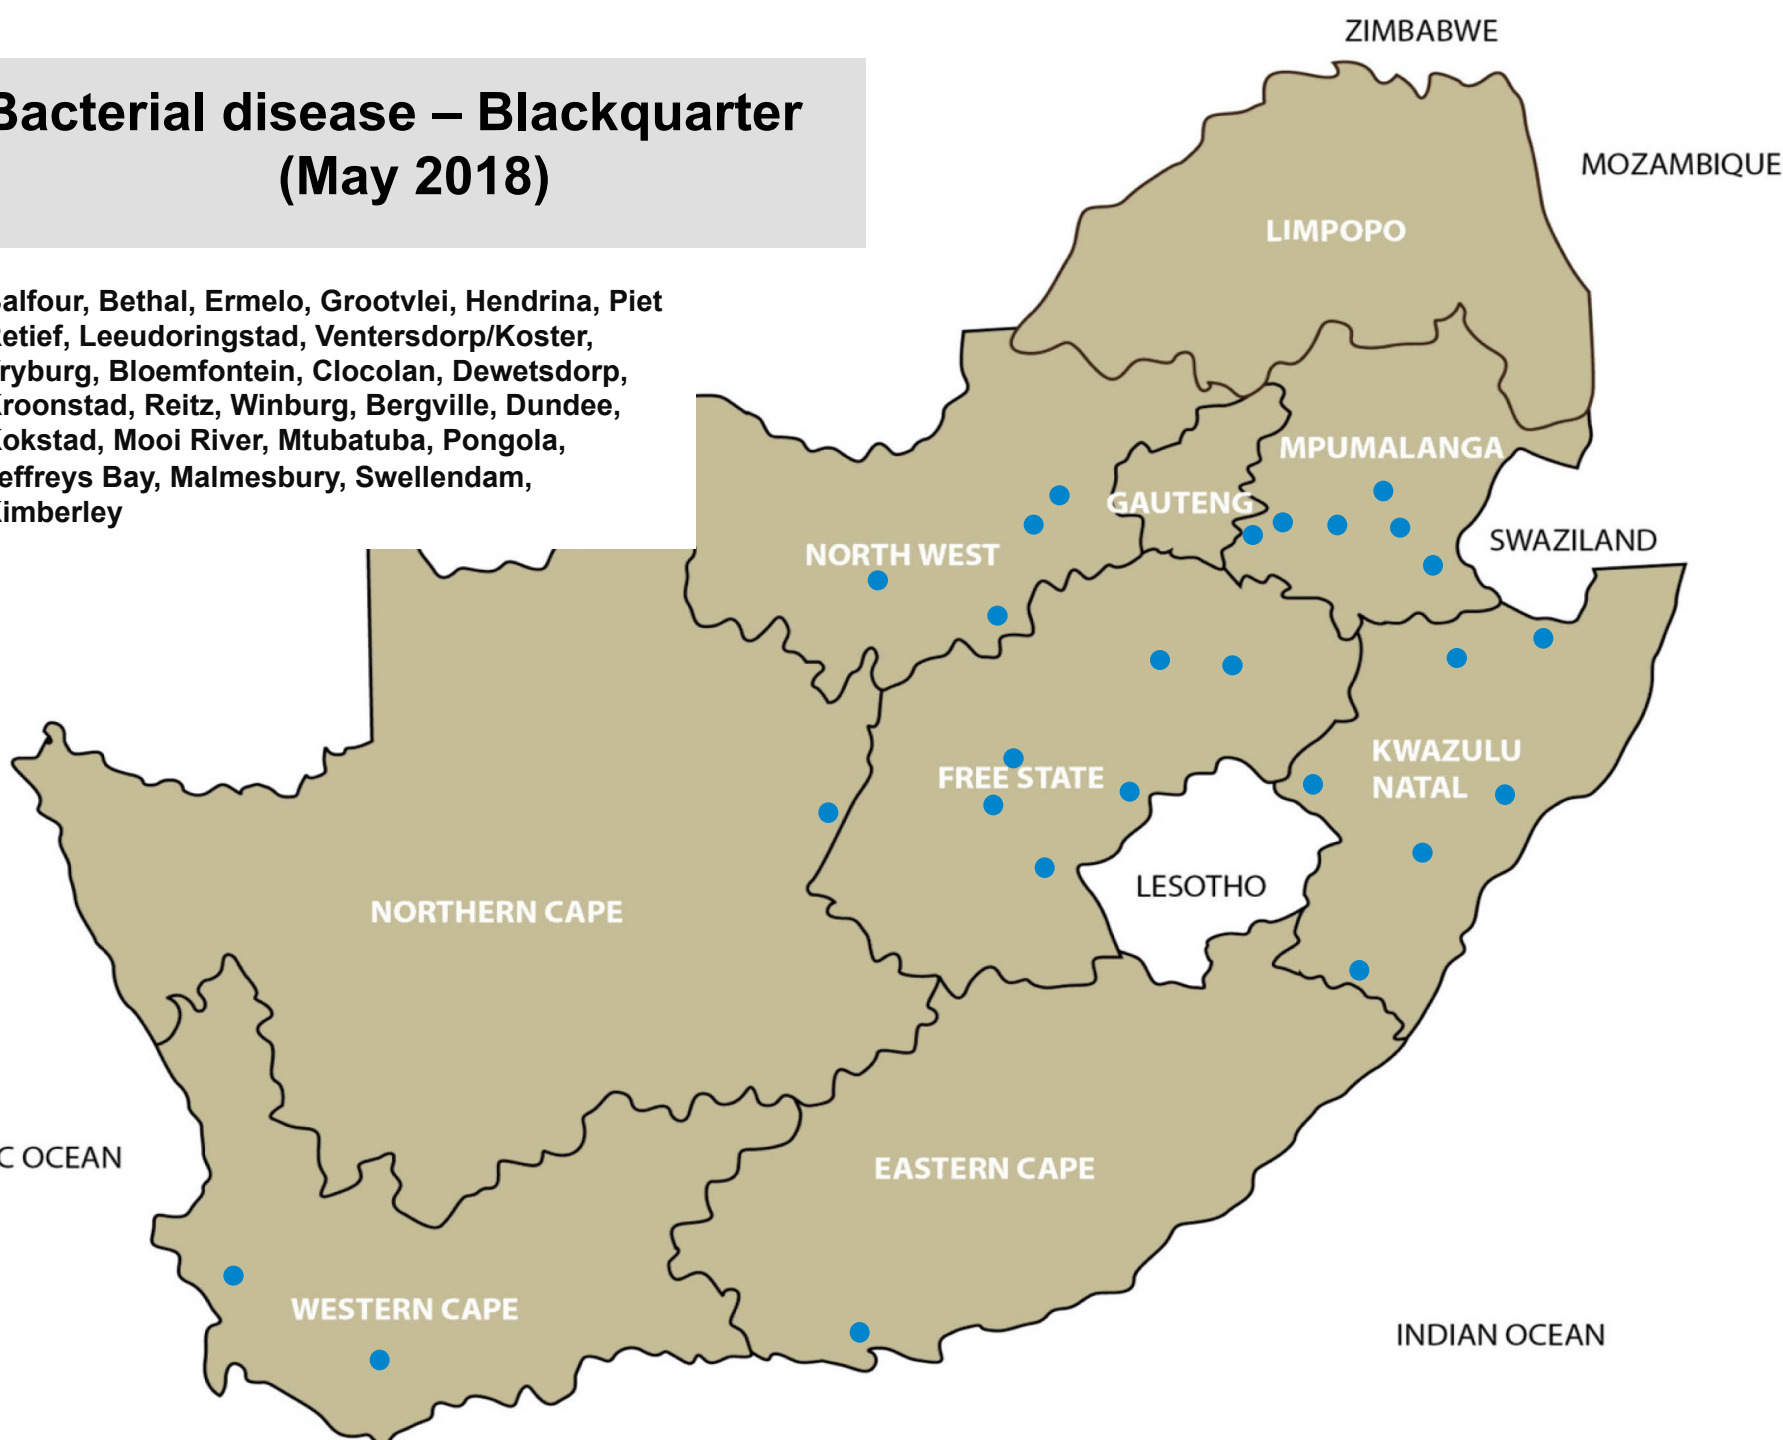 ZIMBABWE
Bacterial disease – Blackquarter
(May 2018)
MOZAMBIQUE
LIMPOPO
alfour, Bethal, Ermelo, Grootvlei, Hendrina, Piet
etief, Leeudoringstad, Ventersdorp/Koster,
ryburg, Bloemfontein, Clocolan, Dewetsdorp,
roonstad, Reitz, Winburg, Bergville, Dundee,
okstad, Mooi River, Mtubatuba, Pongola,
effreys Bay, Malmesbury, Swellendam,
imberley
MPUMALANGA
GAUTENG
NORTH WEST
SWAZILAND
KWAZULU
NATAL
FREE STATE
LESOTHO
NORTHERN CAPE
C OCEAN
EASTERN CAPE
WESTERN CAPE
INDIAN OCEAN